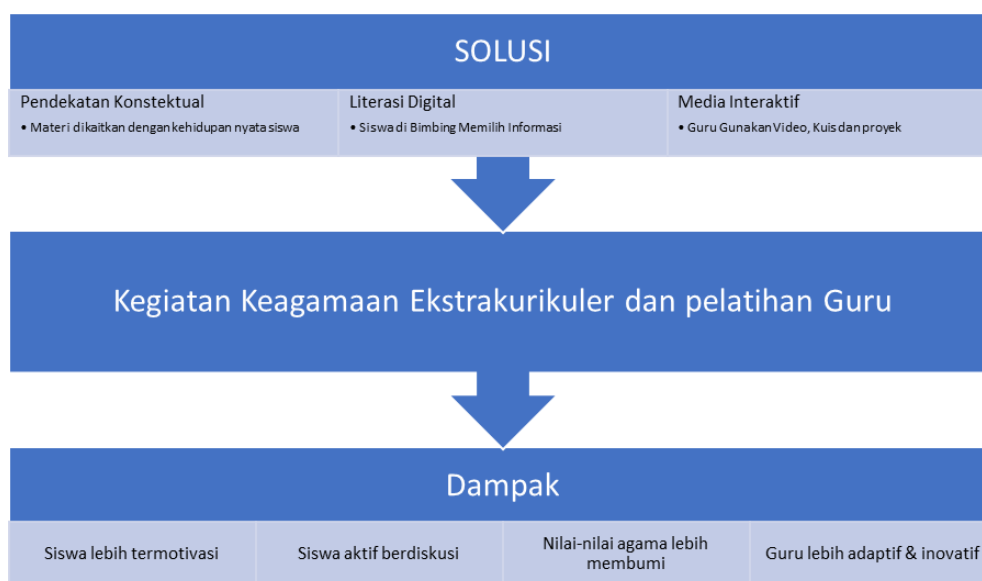 SOLUSI
Pendekatan Konstektual
• Materi dikaitkan dengan kehidupan nyata siswa
Literasi Digital
• Siswa di Bimbing Memilih Informasi
Media Interaktif
• Guru Gunakan Video, Kuis dan proyek
Kegiatan Keagamaan Ekstrakurikuler dan pelatihan Guru
Dampak
Siswa lebih termotivasi
Siswa aktif berdiskusi
Nilai-nilai agama lebih
membumi
Guru lebih adaptif & inovatif